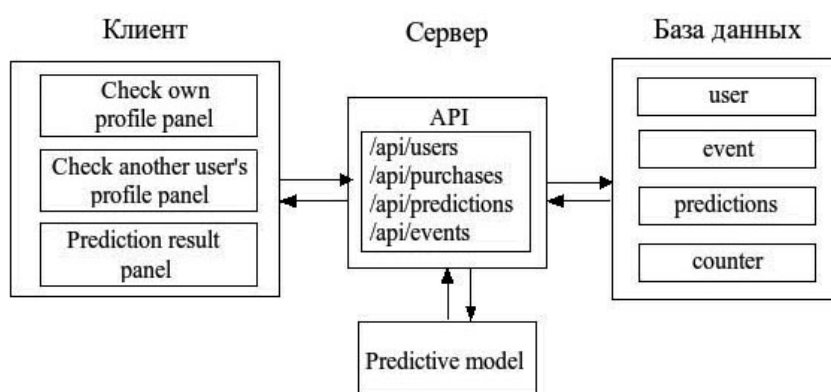 Клиент
Check own
profile panel
Check another user's
profile panel
Prediction result
panel
Сервер
API
/api/users
/api/purchases
/api/predictions
/api/events
Predictive model
База данных
user
event
predictions
counter